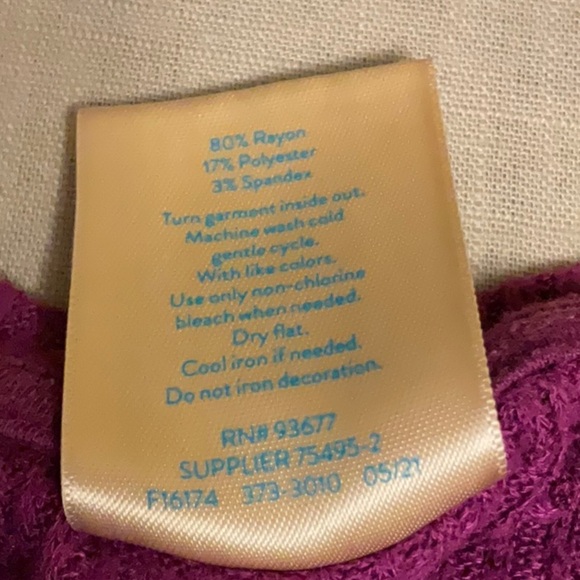 80% Rayon
17% Polyester
3% Spandex
Turn garment inside out.
Machine wash cold
gentle cycle.
With like colors.
Use only non-chlorine
bleach when needed.
Dry flat.
Cool iron if needed.
Do not iron decoration.
RN# 93677
SUPPLIER 75495-2
F16174 373-3010 05/21